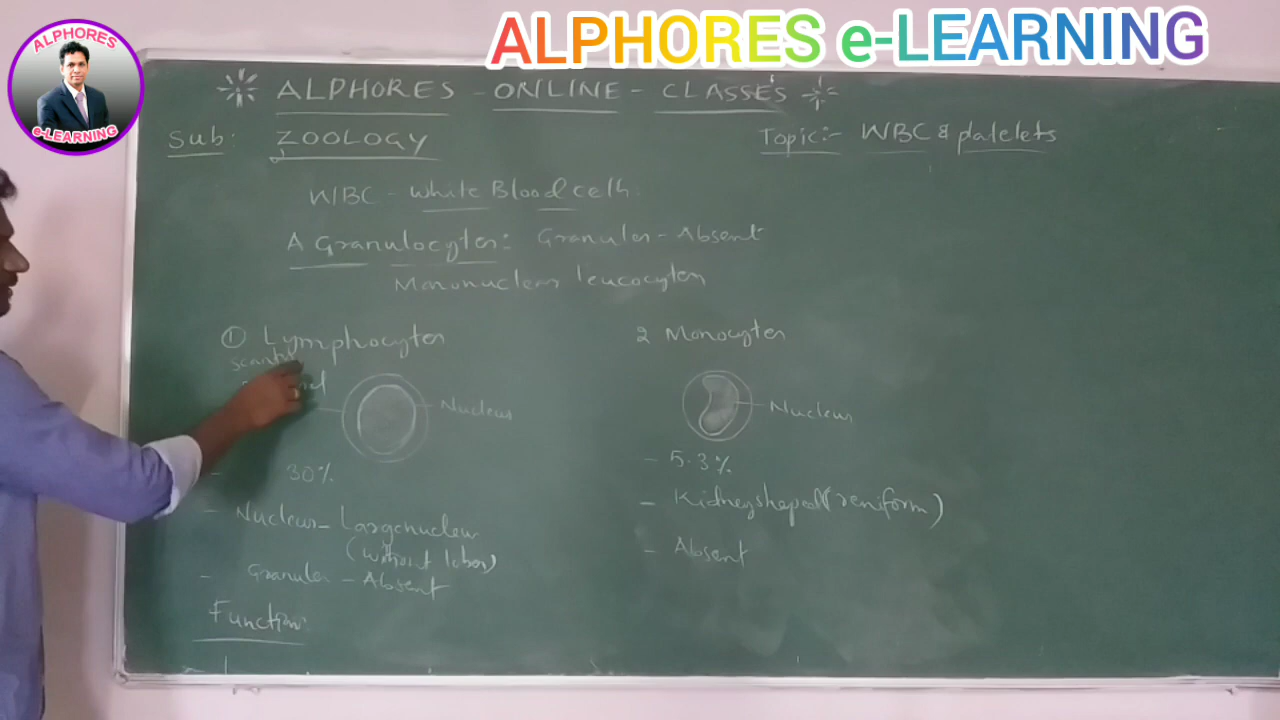 ALPHORES e-LEARNING
ALPHORES
e-LEARNING
ALPHORES - ONLINE - CLASSES
Sub: ZOOLOGY
Topic:- WBC & platelets
WBC - White Blood cells.
A Granulocytes: Granules - Absent
Mononuclear leucocytes
① Lymphocytes
scanty
Nucleus
- 30%
- Nucleus - Large nucleus
(without lobes)
- Granules - Absent
Function:
2 Monocytes
Nucleus
- 5.3%
- Kidney shaped (reniform)
- Absent